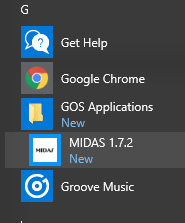 G
Get Help
Google Chrome
GOS Applications
New
MIDAS
MIDAS 1.7.2
New
Groove Music